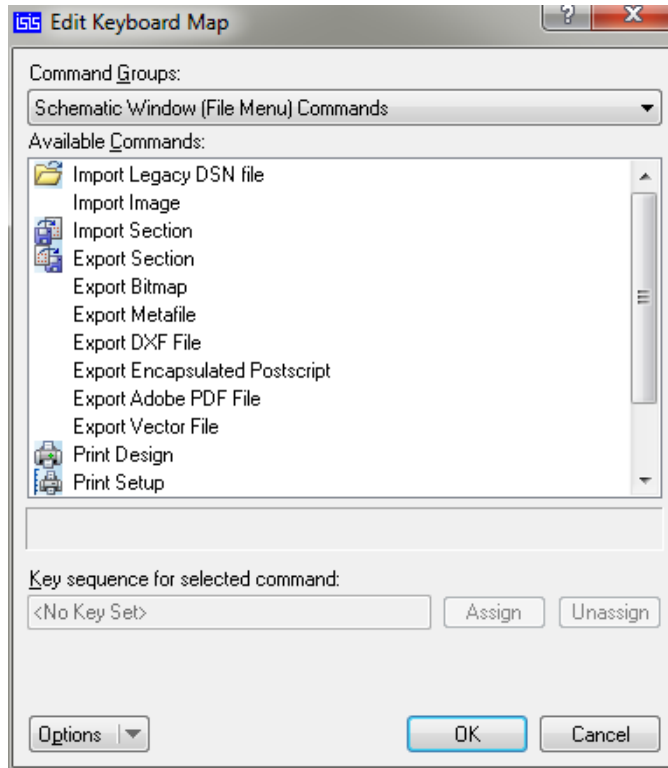 isis Edit Keyboard Map ? X
Command Groups:
Schematic Window (File Menu) Commands
Available Commands:
Import Legacy DSN file
Import Image
Import Section
Export Section
Export Bitmap
Export Metafile
Export DXF File
Export Encapsulated Postscript
Export Adobe PDF File
Export Vector File
Print Design
Print Setup
Key sequence for selected command:
<No Key Set> Assign Unassign
Options OK Cancel